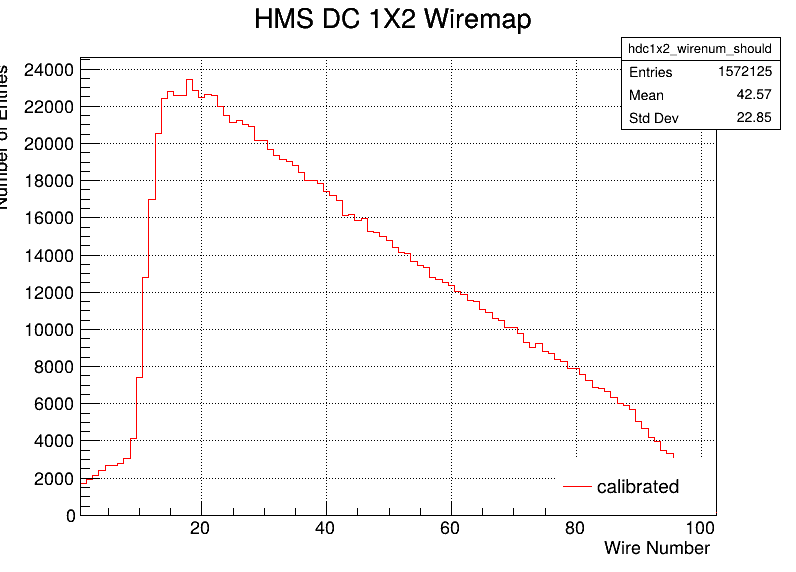 HMS DC 1X2 Wiremap
hdc1x2_wirenum_should
Entries 1572125
Mean 42.57
Std Dev 22.85
Number of Entries
24000
22000
20000
18000
16000
14000
12000
10000
8000
6000
4000
2000
0
calibrated
20 40 60 80 100
Wire Number